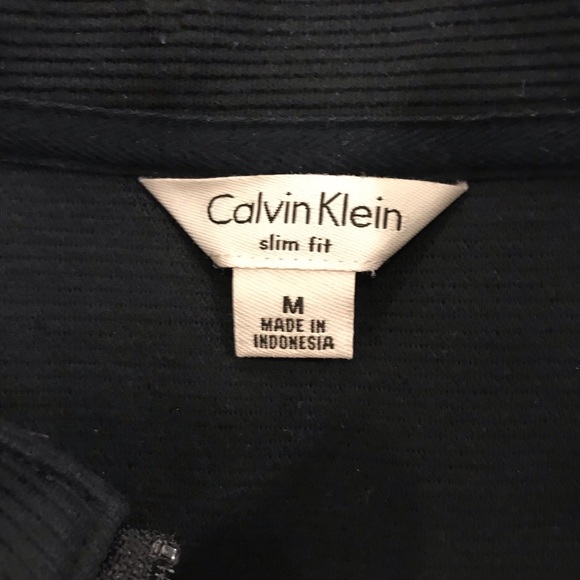 Calvin Klein
slim fit
M
MADE IN
INDONESIA